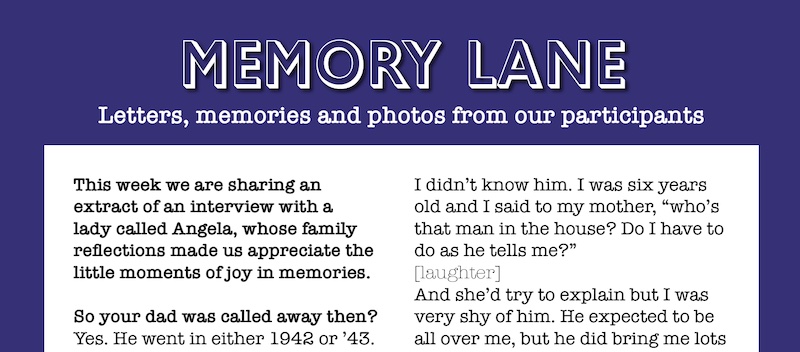 MEMORY LANE
Letters, memories and photos from our participants
This week we are sharing an
extract of an interview with a
lady called Angela, whose family
reflections made us appreciate the
little moments of joy in memories.
So your dad was called away then?
Yes. He went in either 1942 or ’43.
I didn’t know him. I was six years
old and I said to my mother, “who’s
that man in the house? Do I have to
do as he tells me?”
[laughter]
And she’d try to explain but I was
very shy of him. He expected to be
all over me, but he did bring me lots